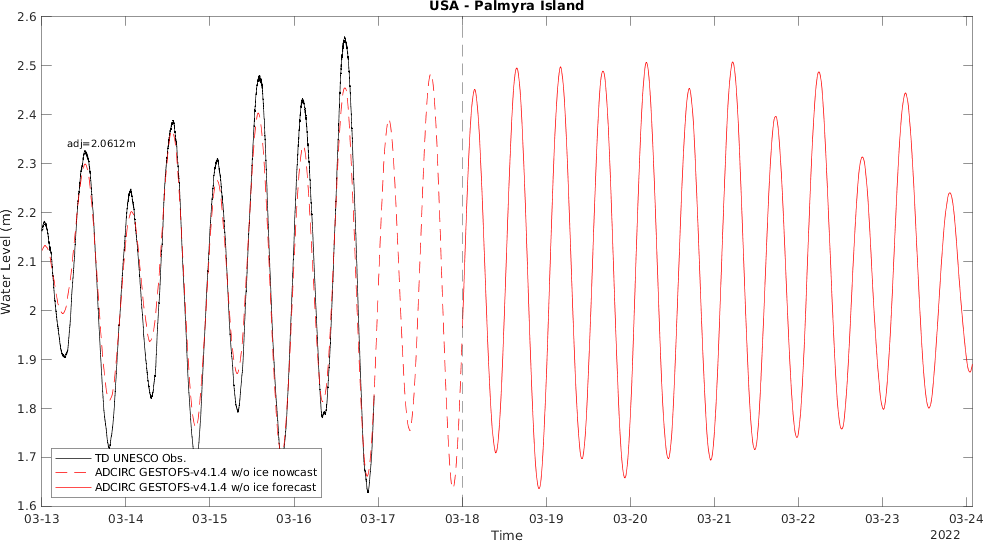 USA - Palmyra Island
2.6
2.5
2.4
2.3
2.2
2.1
2
1.9
1.8
1.7
1.6
Water Level (m)
adj=2.0612m
TD UNESCO Obs.
ADCIRC GESTOFS-v4.1.4 w/o ice nowcast
ADCIRC GESTOFS-v4.1.4 w/o ice forecast
03-13 03-14 03-15 03-16 03-17 03-18 03-19 03-20 03-21 03-22 03-23 03-24
Time
2022